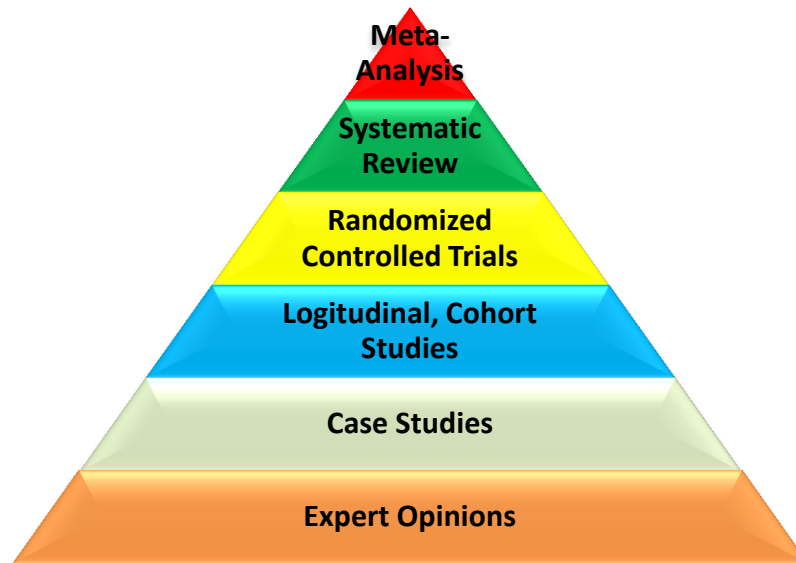 Meta-
Analysis
Systematic
Review
Randomized
Controlled Trials
Logitudinal, Cohort
Studies
Case Studies
Expert Opinions